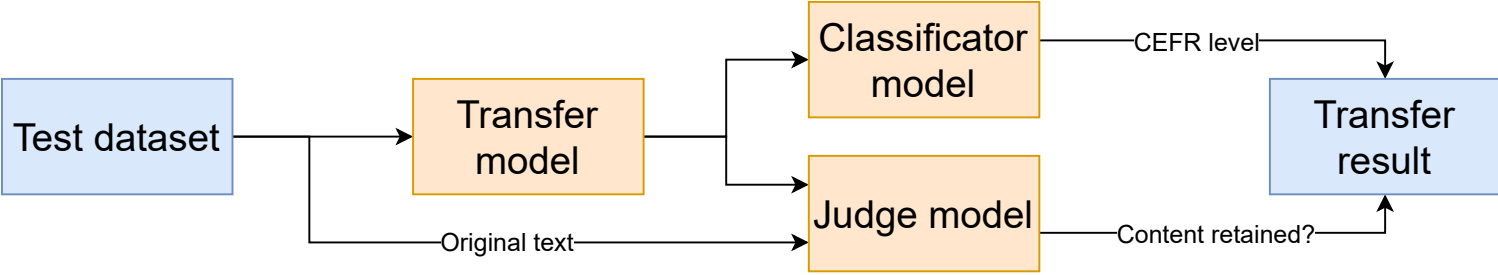 Test dataset
Transfer
model
Classificator
model
Judge model
Original text
CEFR level
Content retained?
Transfer
result